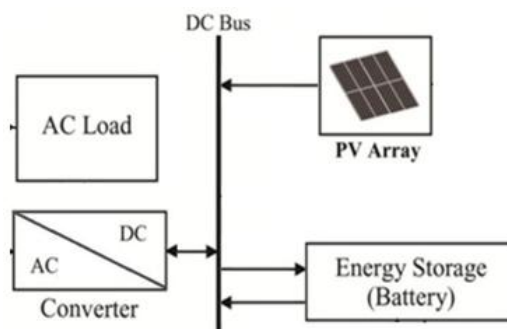 DC Bus
AC Load
PV Array
DC
AC
Converter
Energy Storage
(Battery)